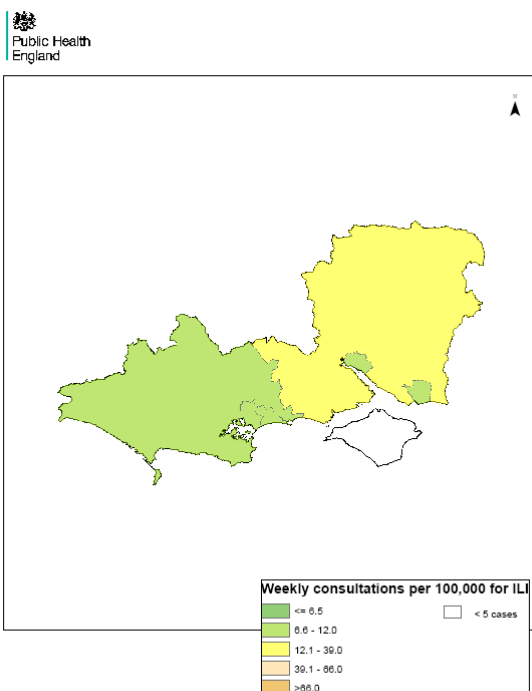 Public Health
England
N
Weekly consultations per 100,000 for ILI
<= 6.5
< 5 cases
6.6 - 12.0
12.1 - 39.0
39.1 - 66.0
>66.0